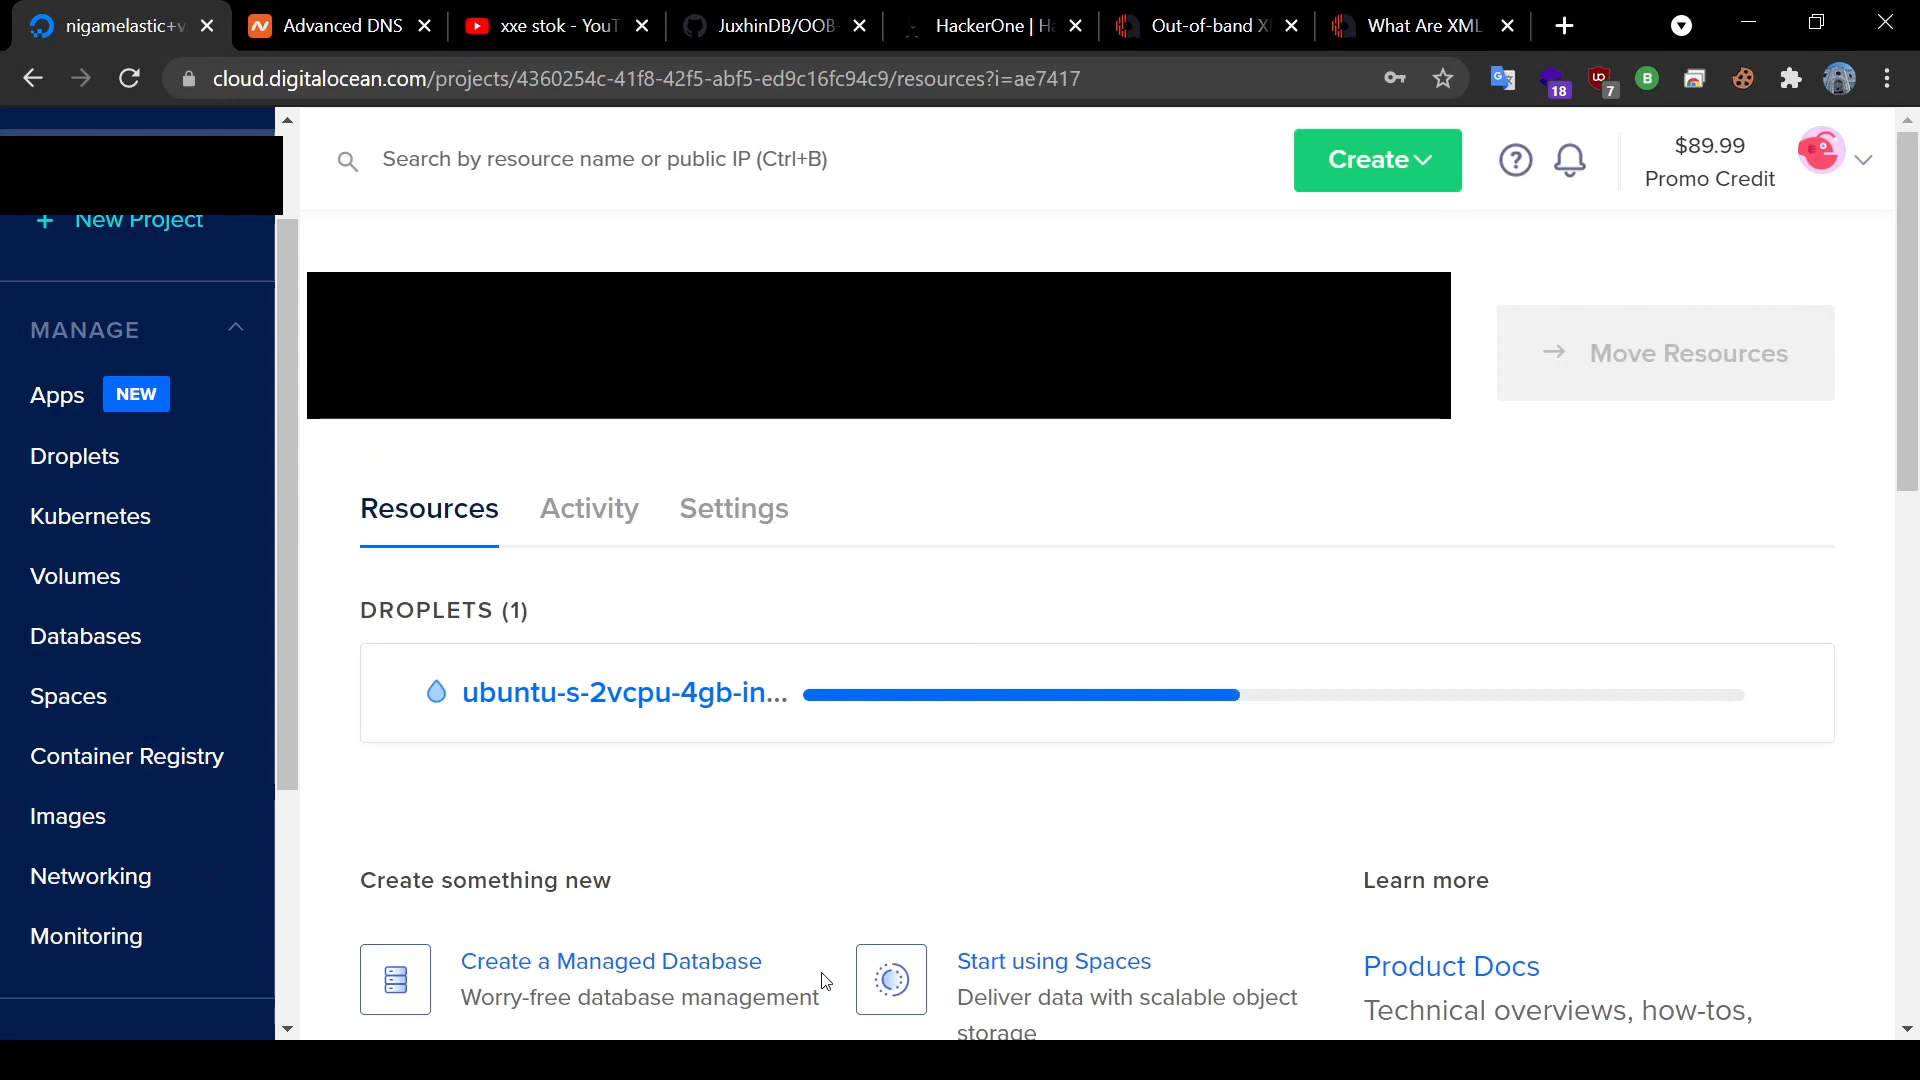 nigamelastic+v
Advanced DNS
xxe stok - YouT
JuxhinDB/OOB-
HackerOne | Ha
Out-of-band X
What Are XML
cloud.digitalocean.com/projects/4360254c-41f8-42f5-abf5-ed9c16fc94c9/resources?i=ae7417
18
7
B
Search by resource name or public IP (Ctrl+B)
Create
$89.99
Promo Credit
+ New Project
MANAGE
Apps NEW
Droplets
Kubernetes
Volumes
Databases
Spaces
Container Registry
Images
Networking
Monitoring
→ Move Resources
Resources Activity Settings
DROPLETS (1)
ubuntu-s-2vcpu-4gb-in...
Create something new
Create a Managed Database
Worry-free database management
Start using Spaces
Deliver data with scalable object
storage
Learn more
Product Docs
Technical overviews, how-tos,